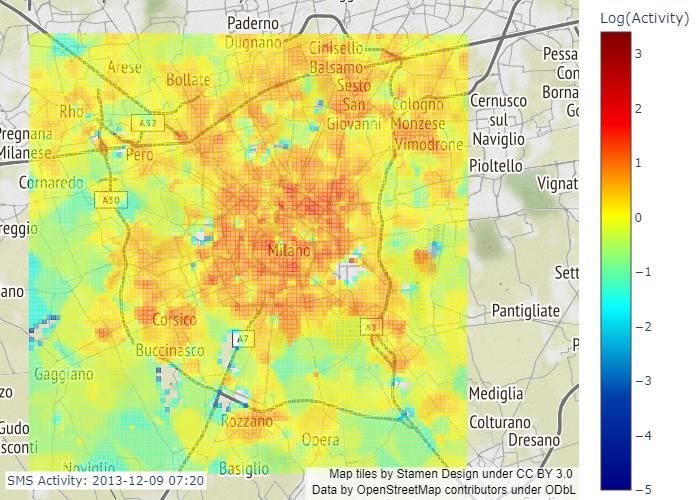 Log(Activity)
Paderno
Dugnano
Cinisello
Balsamo
Arese
Bollate
Sesto
San
Giovanni
Pessa
Con
Borna
Go
Rho
A52
Cologno
Monzese
Vimodrone
Cernusco
sul
Naviglio
Pregnana
Milanese
Pero
Pioltello
Cornaredo
Vignat
A50
reggio
Milano
Sett
ano
Pantigliate
Corsico
A1
A7
Buccinasco
P
Gaggiano
zo
Mediglia
Gudo
sconti
Rozzano
Colturano
Dresano
Opera
Noviglio
Basiglio
3
2
1
0
−1
−2
−3
−4
−5
SMS Activity: 2013-12-09 07:20
Map tiles by Stamen Design under CC BY 3.0
Data by OpenStreetMap contributors under ODbL